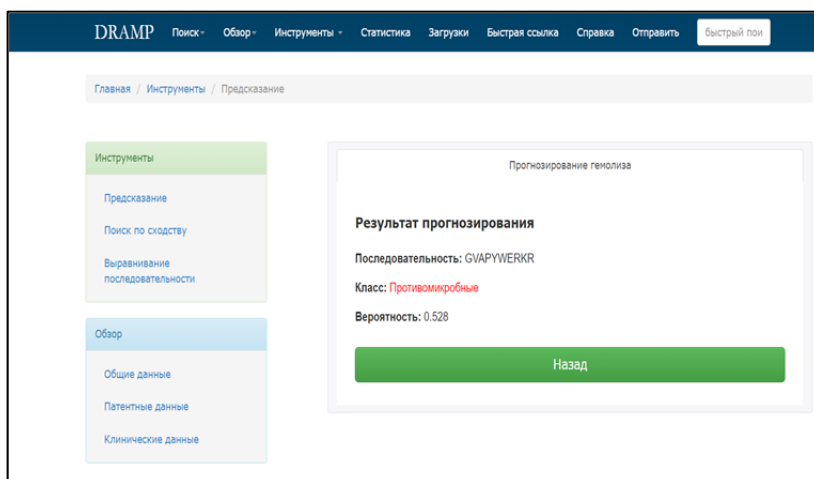 DRAMP Поиск Обзор Инструменты Статистика Загрузки Быстрая ссылка Справка Отправить быстрый пои
Главная / Инструменты / Предсказание
Инструменты
Предсказание
Поиск по сходству
Выравнивание
последовательности
Обзор
Общие данные
Патентные данные
Клинические данные
Прогнозирование гемолиза
Результат прогнозирования
Последовательность: GVAPYWERKR
Класс: Противомикробные
Вероятность: 0.528
Назад